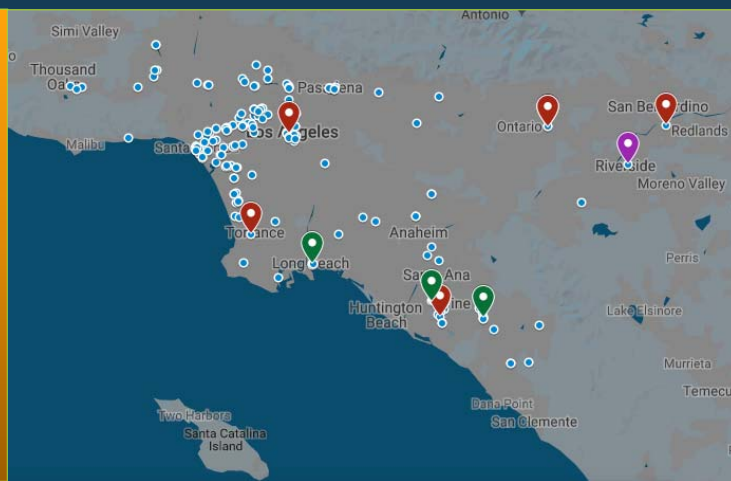 Antonio
Simi Valley
Thousand
Pasadena
San Bernardino
Los Angeles
Ontario
Redlands
Malibu
Santa
Riverside
Moreno Valley
Torrance
Anaheim
Long Beach
Perris
Santa Ana
Huntington
Beach
Irvine
Lake Elsinore
Murrieta
Dana Point
Temecu
San Clemente
Two Harbors
Santa Catalina
Island